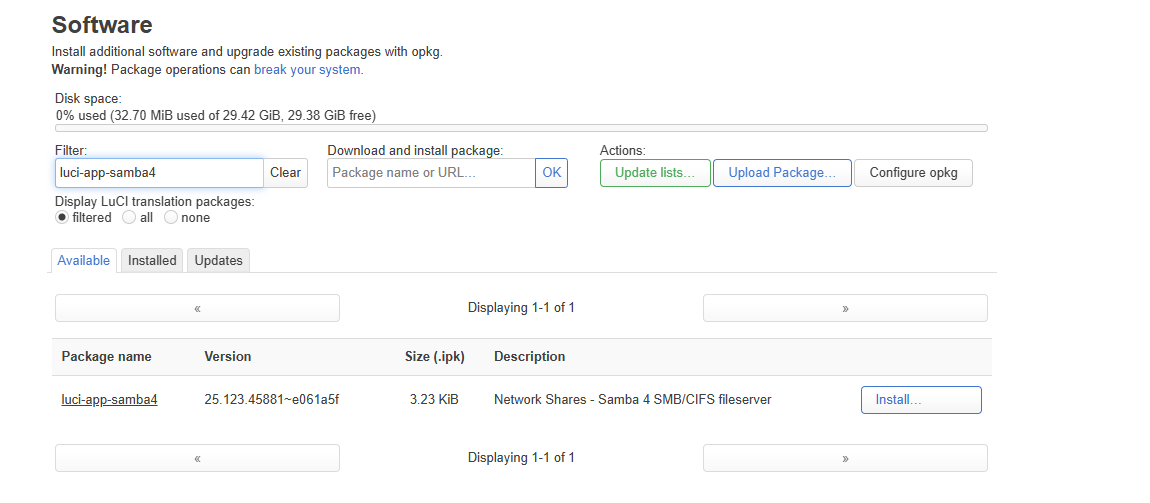 Software
Install additional software and upgrade existing packages with opkg.
Warning! Package operations can break your system.
Disk space:
0% used (32.70 MiB used of 29.42 GiB, 29.38 GiB free)
Filter: Download and install package: Actions:
luci-app-samba4 Clear Package name or URL... OK Update lists... Upload Package... Configure opkg
Display LuCI translation packages:
filtered all none
Available Installed Updates
« Displaying 1-1 of 1 »
Package name Version Size (.ipk) Description
luci-app-samba4 25.123.45881~e061a5f 3.23 KiB Network Shares - Samba 4 SMB/CIFS fileserver Install...
« Displaying 1-1 of 1 »